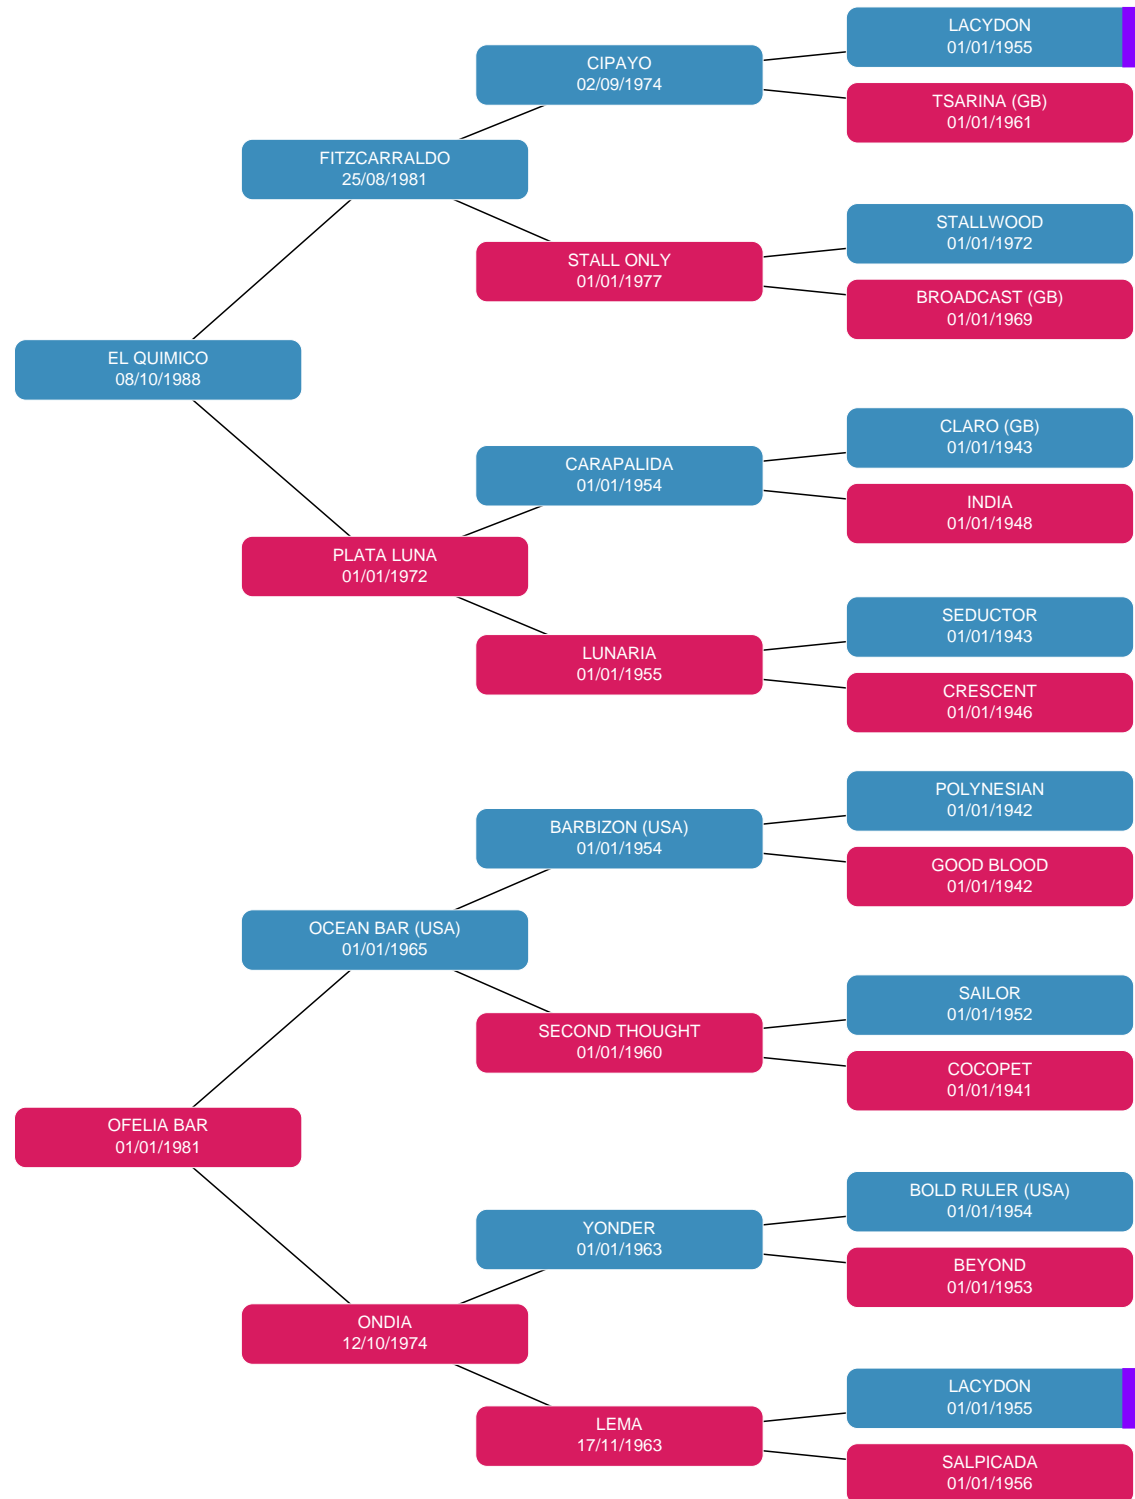 LACYDON
01/01/1955
CIPAYO
02/09/1974
TSARINA (GB)
01/01/1961
FITZCARRALDO
25/08/1981
STALLWOOD
01/01/1972
STALL ONLY
01/01/1977
BROADCAST (GB)
01/01/1969
EL QUIMICO
08/10/1988
CLARO (GB)
01/01/1943
CARAPALIDA
01/01/1954
INDIA
01/01/1948
PLATA LUNA
01/01/1972
SEDUCTOR
01/01/1943
LUNARIA
01/01/1955
CRESCENT
01/01/1946
POLYNESIAN
01/01/1942
BARBIZON (USA)
01/01/1954
GOOD BLOOD
01/01/1942
OCEAN BAR (USA)
01/01/1965
SAILOR
01/01/1952
SECOND THOUGHT
01/01/1960
COCOPET
01/01/1941
OFELIA BAR
01/01/1981
BOLD RULER (USA)
01/01/1954
YONDER
01/01/1963
BEYOND
01/01/1953
ONDIA
12/10/1974
LACYDON
01/01/1955
LEMA
17/11/1963
SALPICADA
01/01/1956